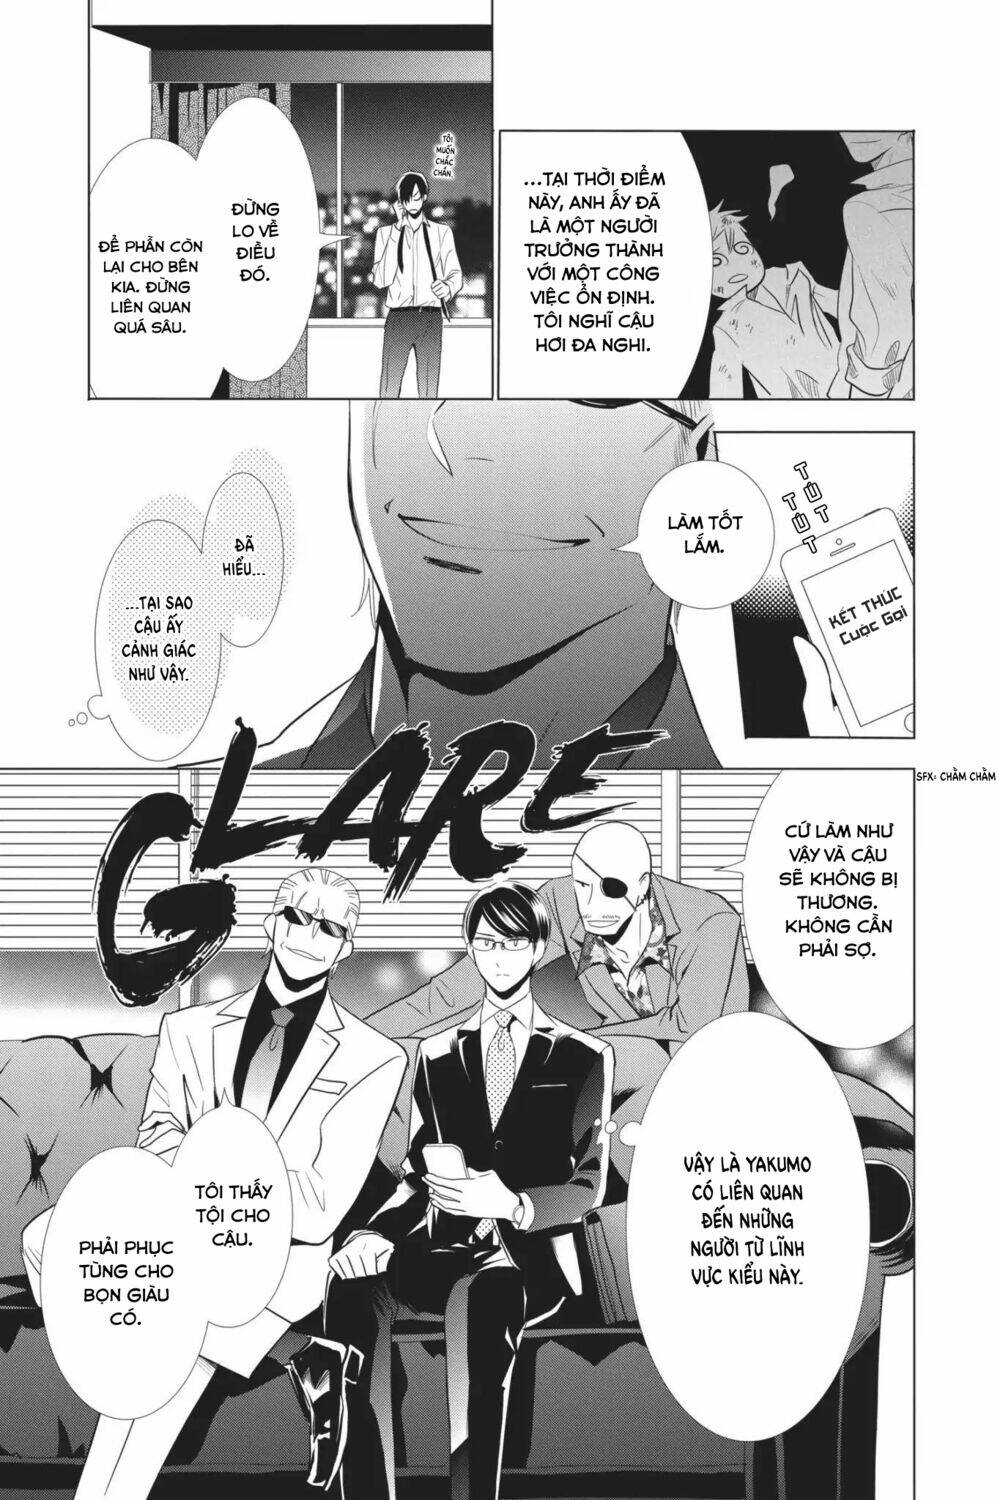 ...TẠI THỜI ĐIỂM
NÀY, ANH ẤY ĐÃ
LÀ MỘT NGƯỜI
TRƯỞNG THÀNH
VỚI MỘT CÔNG
VIỆC ỔN ĐỊNH.
TÔI NGHĨ CẬU
HƠI ĐA NGHI.
TÔI
MUỐN
CHẮC
CHẮN.
ĐỪNG
LO VỀ
ĐIỀU
ĐÓ.
ĐỂ PHẦN CÒN
LẠI CHO BÊN
KIA. ĐỪNG
LIÊN QUAN
QUÁ SÂU.
TÚT
TÚT
KẾT THÚC
CUỘC GỌI
LÀM TỐT
LẮM.
ĐÃ
HIỂU...
...TẠI SAO
CẬU ẤY
CẢNH GIÁC
NHƯ VẬY.
GLARE
SFX: CHẰM CHẰM
CỨ LÀM NHƯ
VẬY VÀ CẬU
SẼ KHÔNG BỊ
THƯƠNG.
KHÔNG CẦN
PHẢI SỢ.
VẬY LÀ YAKUMO
CÓ LIÊN QUAN
ĐẾN NHỮNG
NGƯỜI TỪ LĨNH
VỰC KIỂU NÀY.
TÔI THẤY
TỘI CHO
CẬU.
PHẢI PHỤC
TÙNG CHO
BỌN GIÀU
CÓ.